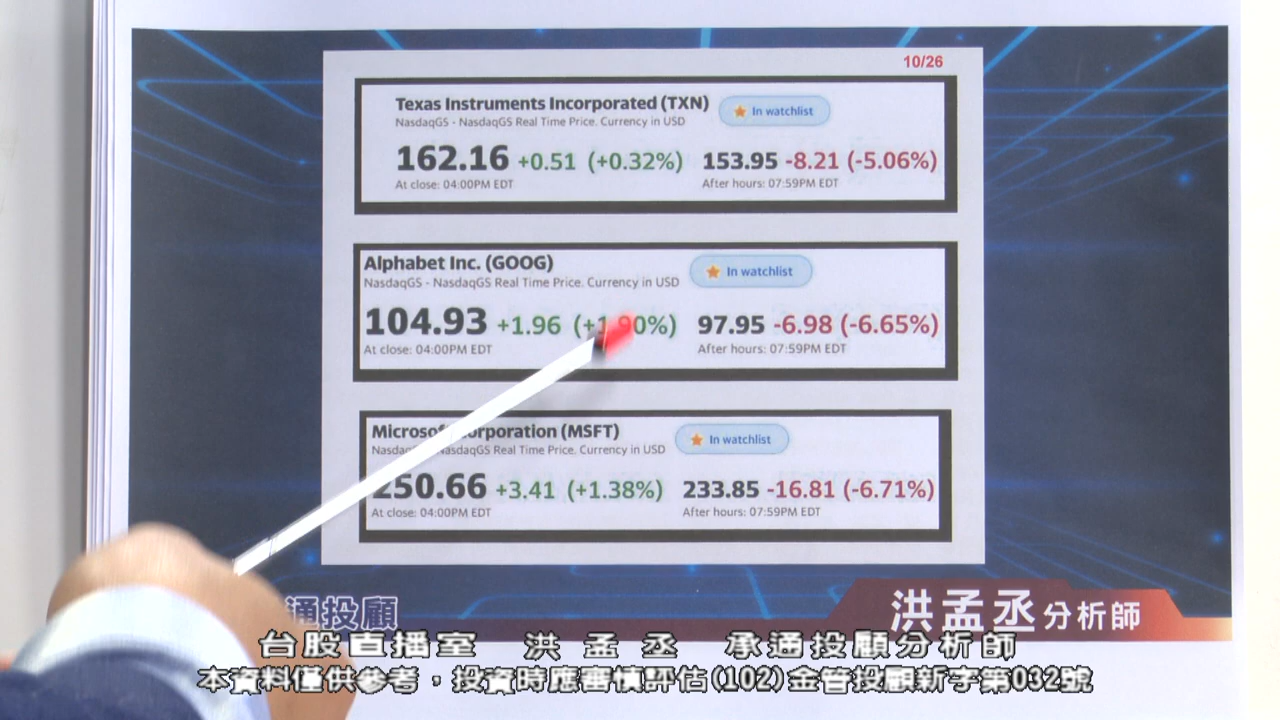 10/26
Texas Instruments Incorporated (TXN) In watchlist
NasdaqGS - NasdaqGS Real Time Price. Currency in USD
162.16 +0.51 (+0.32%) 153.95 -8.21 (-5.06%)
At close: 04:00PM EDT After hours: 07:59PM EDT
Alphabet Inc. (GOOG) In watchlist
NasdaqGS - NasdaqGS Real Time Price. Currency in USD
104.93 +1.96 (+1.90%) 97.95 -6.98 (-6.65%)
At close: 04:00PM EDT After hours: 07:59PM EDT
Microsoft Corporation (MSFT) In watchlist
NasdaqGS - NasdaqGS Real Time Price. Currency in USD
250.66 +3.41 (+1.38%) 233.85 -16.81 (-6.71%)
At close: 04:00PM EDT After hours: 07:59PM EDT
通投顧 洪孟丞分析師
台股直播室 洪孟丞 承通投顧分析師
本資料僅供參考，投資時應審慎評估(102)金管投顧新字第032號